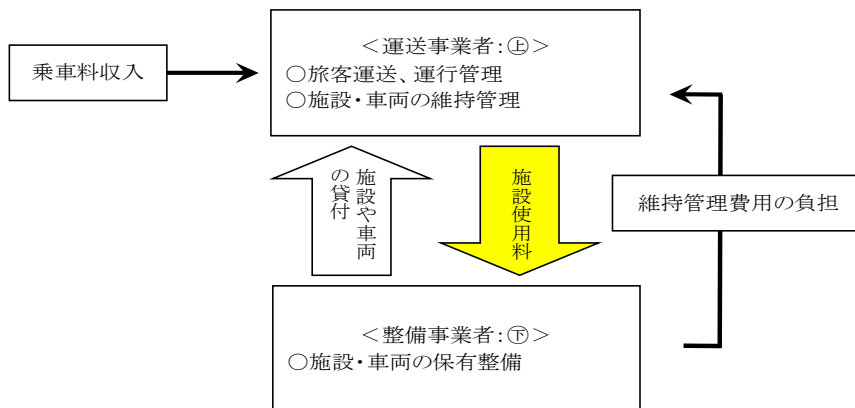 <運送事業者:㊤>
乗車料収入
○旅客運送、運行管理
○施設・車両の維持管理
施設や車両
の貸付
施設使用料
維持管理費用の負担
<整備事業者:㊦>
○施設・車両の保有整備